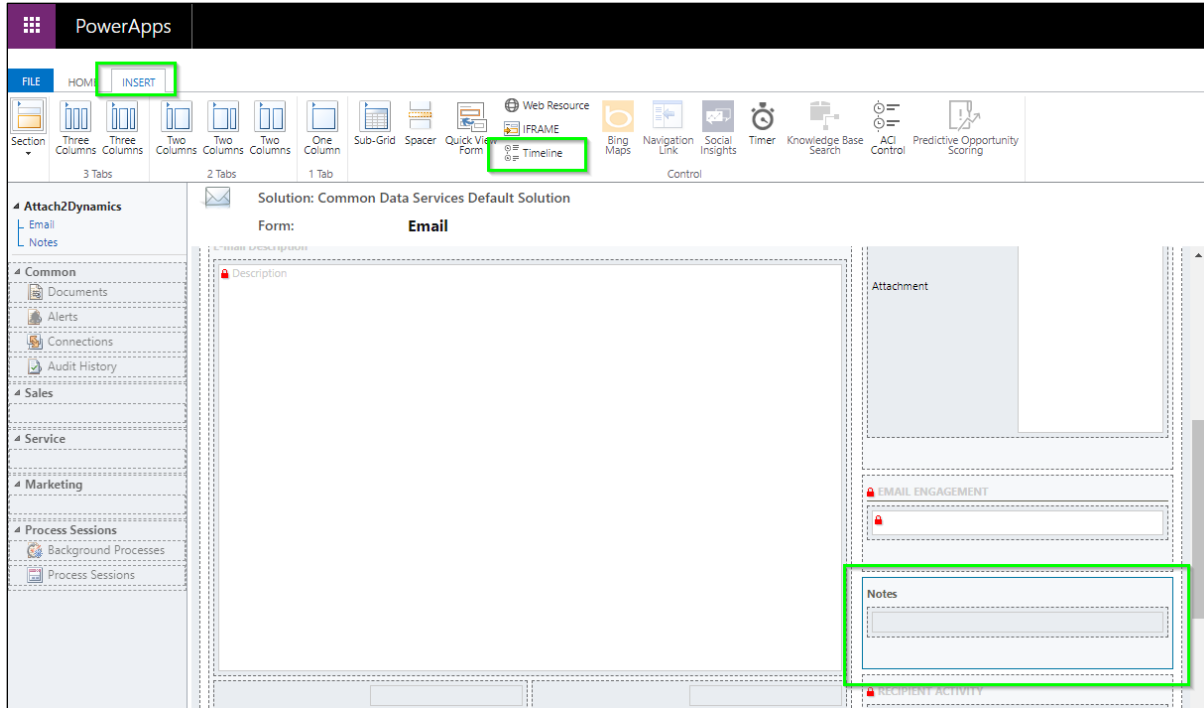 PowerApps
FILE HOME INSERT
Section
Three Columns
Three Columns
Two Columns
Two Columns
Two Columns
One Column
Sub-Grid
Spacer
Quick View Form
Web Resource
IFRAME
Timeline
Bing Maps
Navigation Link
Social Insights
Timer
Knowledge Base Search
ACI Control
Predictive Opportunity Scoring
3 Tabs
2 Tabs
1 Tab
Control
Attach2Dynamics
Email
Notes
Common
Documents
Alerts
Connections
Audit History
Sales
Service
Marketing
Process Sessions
Background Processes
Process Sessions
Solution: Common Data Services Default Solution
Form: Email
E-mail Description
Description
Attachment
EMAIL ENGAGEMENT
Notes
RECIPIENT ACTIVITY